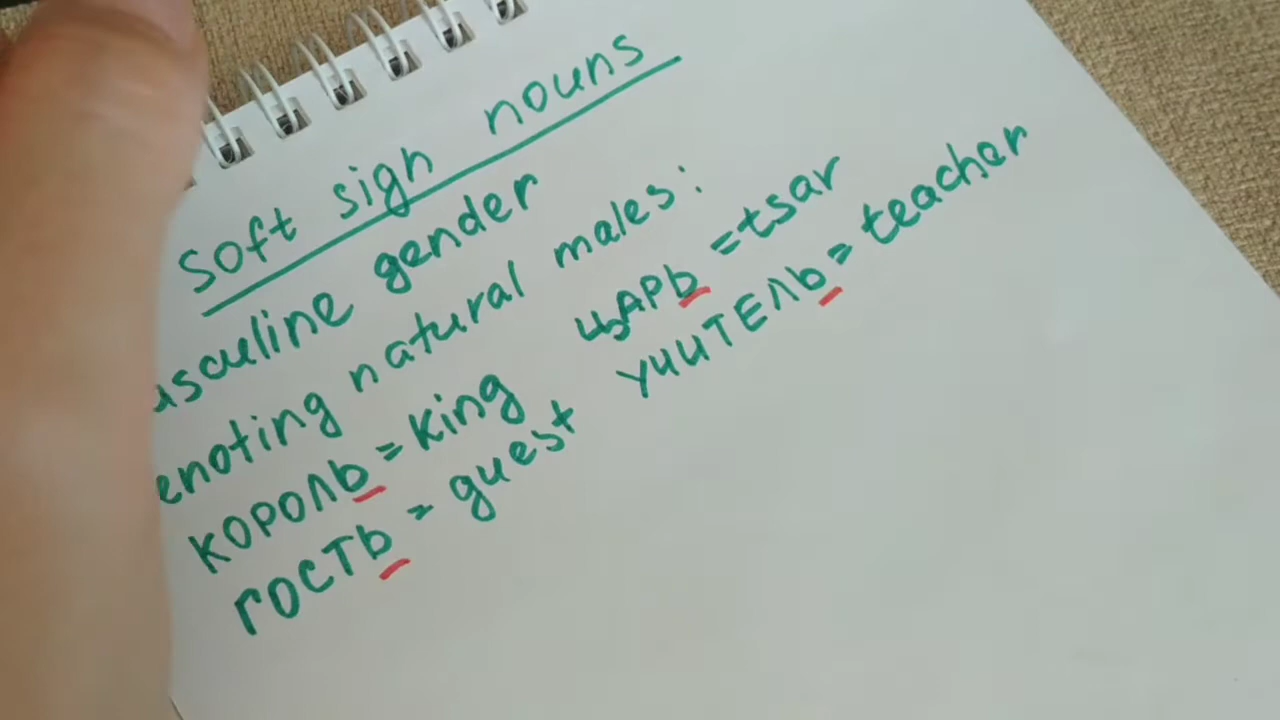 soft sign nouns
asculine gender
enoting natural males:
король = king царь = tsar
гость = guest учитель = teacher